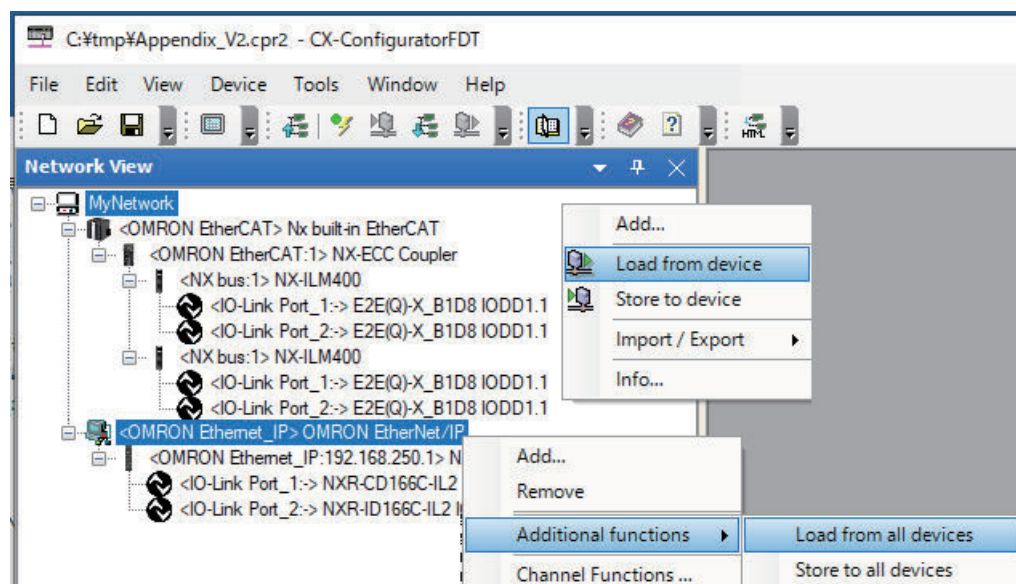 C:¥tmp¥Appendix_V2.cpr2 - CX-ConfiguratorFDT
File Edit View Device Tools Window Help
HTML
Network View
MyNetwork
<OMRON EtherCAT> Nx built-in EtherCAT
<OMRON EtherCAT:1> NX-ECC Coupler
<NX bus:1> NX-ILM400
<IO-Link Port_1:-> E2E(Q)-X_B1D8 IODD1.1
<IO-Link Port_2:-> E2E(Q)-X_B1D8 IODD1.1
<NX bus:1> NX-ILM400
<IO-Link Port_1:-> E2E(Q)-X_B1D8 IODD1.1
<IO-Link Port_2:-> E2E(Q)-X_B1D8 IODD1.1
<OMRON Ethernet_IP> OMRON EtherNet/IP
<OMRON Ethernet_IP:192.168.250.1> N
<IO-Link Port_1:-> NXR-CD166C-IL2
<IO-Link Port_2:-> NXR-ID166C-IL2
Add...
Load from device
Store to device
Import / Export
Info...
Add...
Remove
Additional functions
Channel Functions ...
Load from all devices
Store to all devices